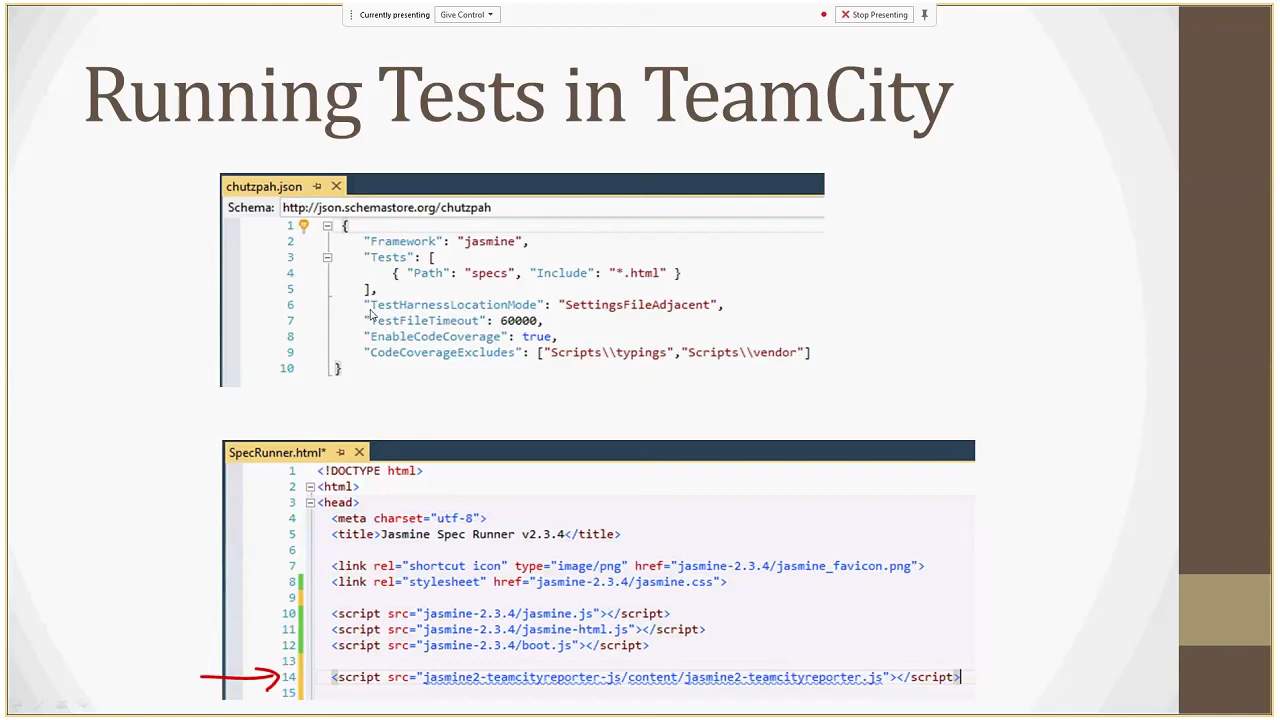 Currently presenting Give Control Stop Presenting
Running Tests in TeamCity
chutzpah.json
Schema: http://json.schemastore.org/chutzpah
1 {
2 "Framework": "jasmine",
3 "Tests": [
4 { "Path": "specs", "Include": "*.html" }
5 ],
6 "TestHarnessLocationMode": "SettingsFileAdjacent",
7 "TestFileTimeout": 60000,
8 "EnableCodeCoverage": true,
9 "CodeCoverageExcludes": ["Scripts\\typings","Scripts\\vendor"]
10 }
SpecRunner.html*
1 <!DOCTYPE html>
2 <html>
3 <head>
4 <meta charset="utf-8">
5 <title>Jasmine Spec Runner v2.3.4</title>
6
7 <link rel="shortcut icon" type="image/png" href="jasmine-2.3.4/jasmine_favicon.png">
8 <link rel="stylesheet" href="jasmine-2.3.4/jasmine.css">
9
10 <script src="jasmine-2.3.4/jasmine.js"></script>
11 <script src="jasmine-2.3.4/jasmine-html.js"></script>
12 <script src="jasmine-2.3.4/boot.js"></script>
13
14 <script src="jasmine2-teamcityreporter-js/content/jasmine2-teamcityreporter.js"></script>
15